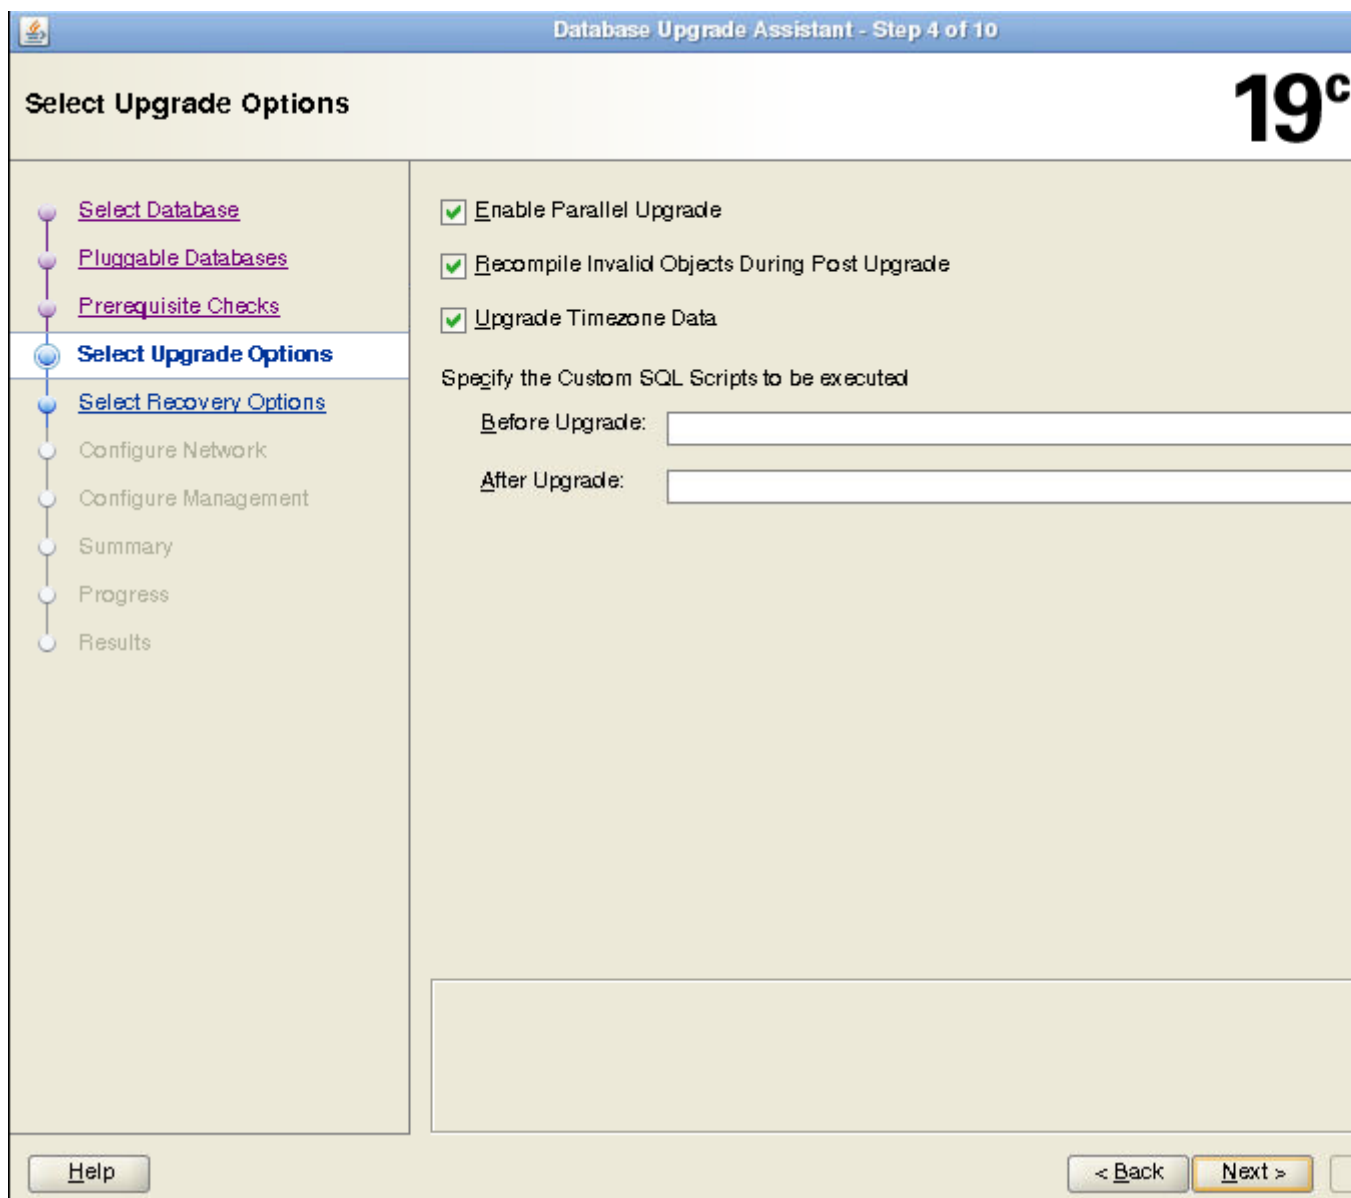 Database Upgrade Assistant - Step 4 of 10
Select Upgrade Options
19c
Select Database
Pluggable Databases
Prerequisite Checks
Select Upgrade Options
Select Recovery Options
Configure Network
Configure Management
Summary
Progress
Results
Enable Parallel Upgrade
Recompile Invalid Objects During Post Upgrade
Upgrade Timezone Data
Specify the Custom SQL Scripts to be executed
Before Upgrade:
After Upgrade:
Help
< Back
Next >